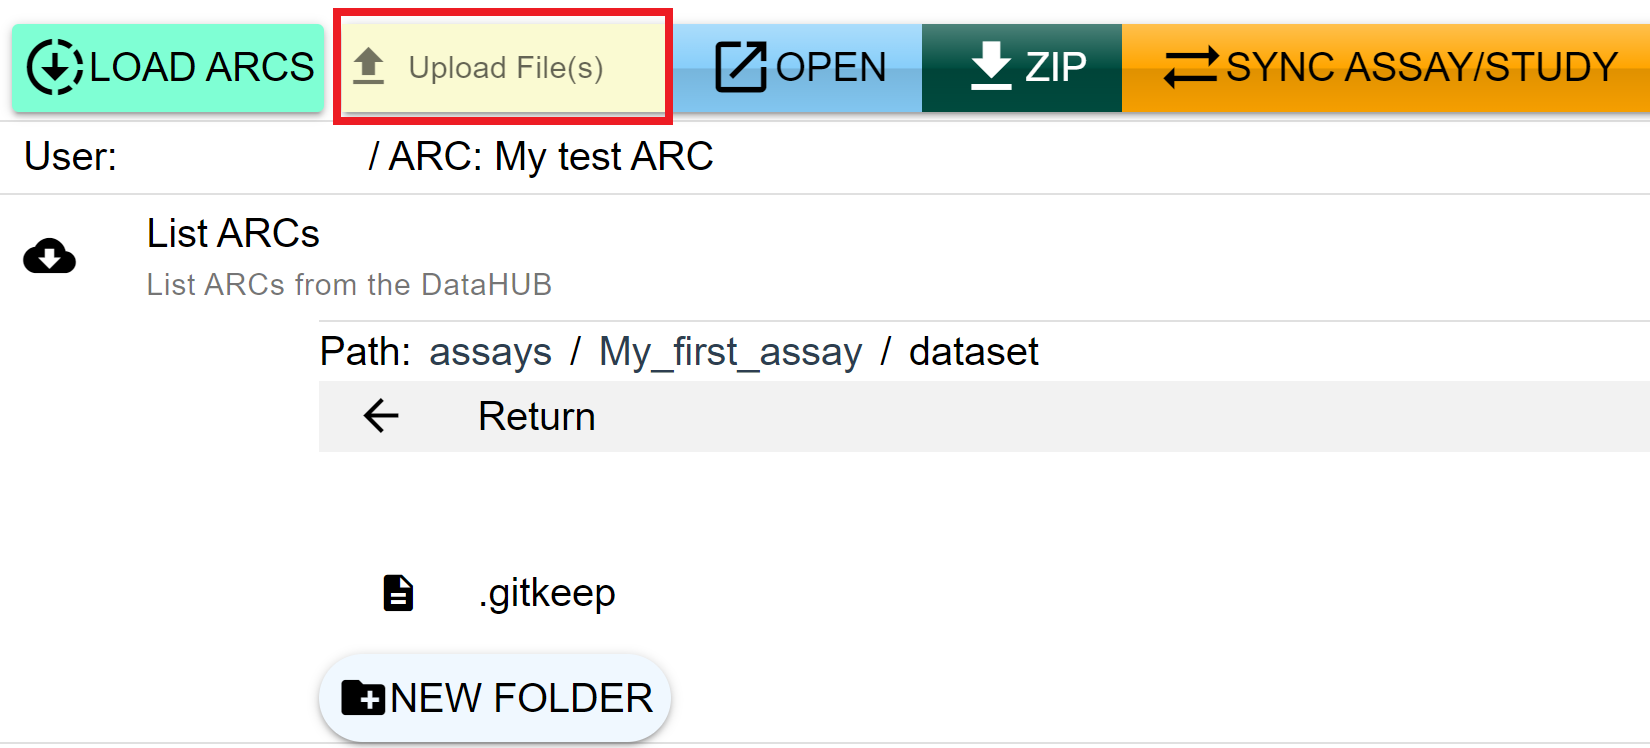 LOAD ARCS Upload File(s) OPEN ZIP SYNC ASSAY/STUDY
User: / ARC: My test ARC
List ARCs
List ARCs from the DataHUB
Path: assays / My_first_assay / dataset
Return
.gitkeep
NEW FOLDER